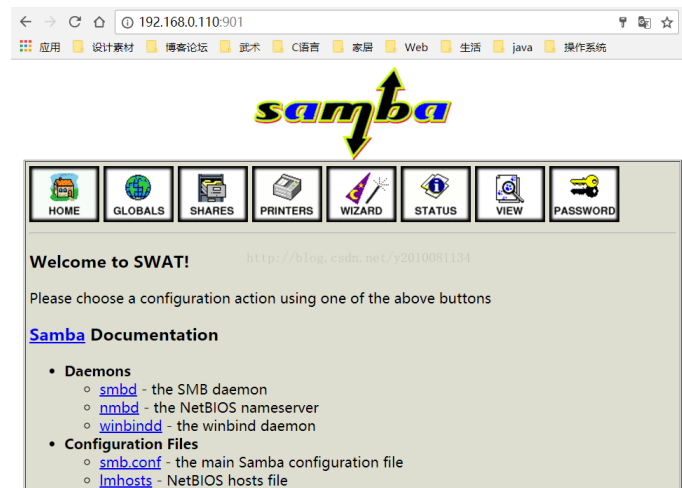 192.168.0.110:901
应用 设计素材 博客论坛 武术 C语言 家居 Web 生活 java 操作系统
samba
HOME GLOBALS SHARES PRINTERS WIZARD STATUS VIEW PASSWORD
Welcome to SWAT!
http://blog.csdn.net/y2010081134
Please choose a configuration action using one of the above buttons
Samba Documentation
Daemons
smbd - the SMB daemon
nmbd - the NetBIOS nameserver
winbindd - the winbind daemon
Configuration Files
smb.conf - the main Samba configuration file
lmhosts - NetBIOS hosts file